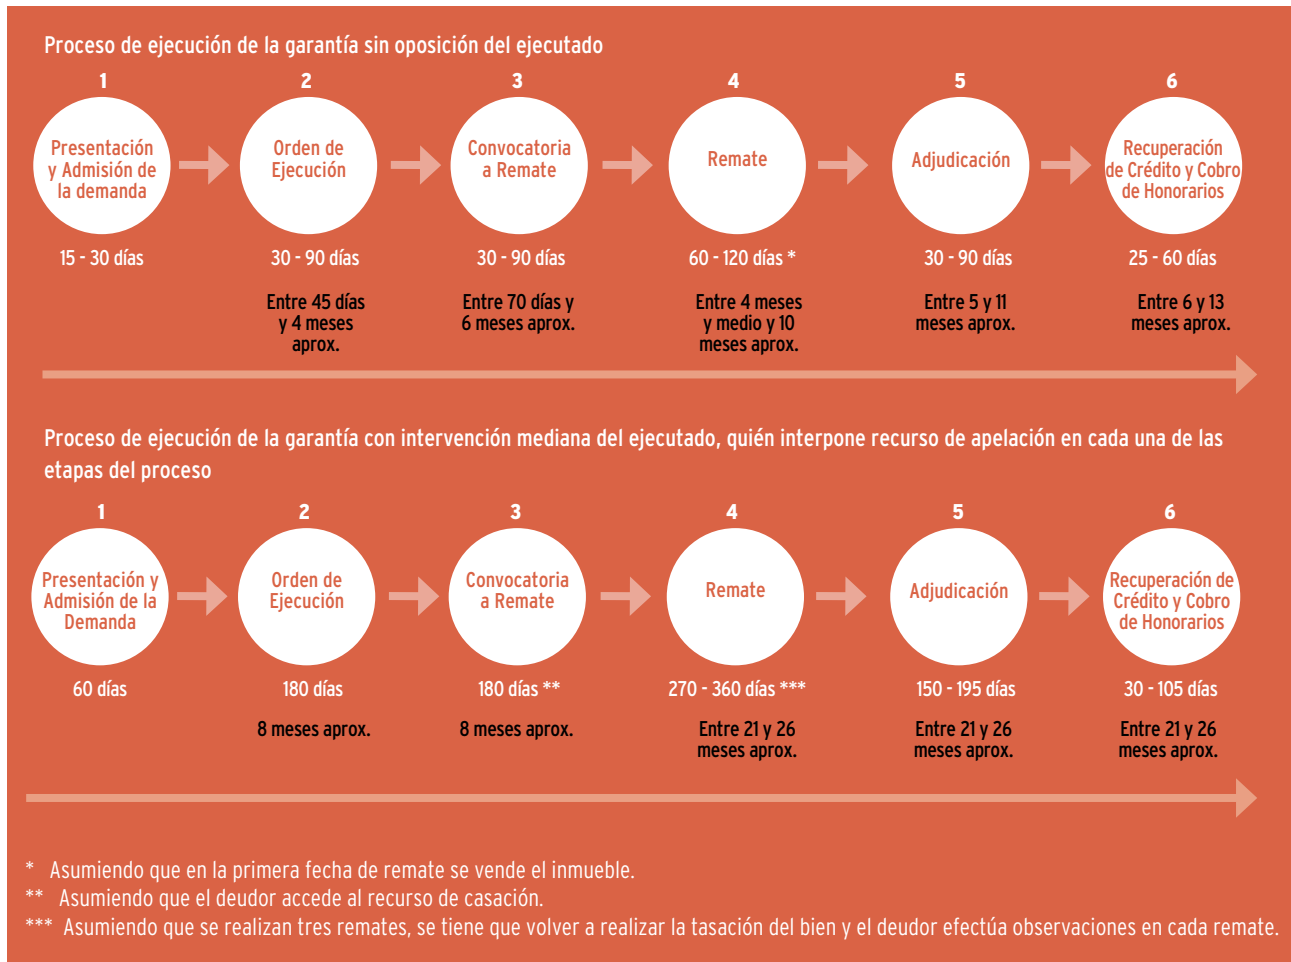 Proceso de ejecución de la garantía sin oposición del ejecutado
1
2
3
4
5
6
Presentación
y Admisión de
la demanda
Orden de
Ejecución
Convocatoria
a Remate
Remate
Adjudicación
Recuperación
de Crédito y Cobro
de Honorarios
15 - 30 días
30 - 90 días
30 - 90 días
60 - 120 días *
30 - 90 días
25 - 60 días
Entre 45 días
y 4 meses
aprox.
Entre 70 días y
6 meses aprox.
Entre 4 meses
y medio y 10
meses aprox.
Entre 5 y 11
meses aprox.
Entre 6 y 13
meses aprox.
Proceso de ejecución de la garantía con intervención mediana del ejecutado, quién interpone recurso de apelación en cada una de las
etapas del proceso
1
2
3
4
5
6
Presentación y
Admisión de la
Demanda
Orden de
Ejecución
Convocatoria
a Remate
Remate
Adjudicación
Recuperación de
Crédito y Cobro
de Honorarios
60 días
180 días
180 días **
270 - 360 días ***
150 - 195 días
30 - 105 días
8 meses aprox.
8 meses aprox.
Entre 21 y 26
meses aprox.
Entre 21 y 26
meses aprox.
Entre 21 y 26
meses aprox.
* Asumiendo que en la primera fecha de remate se vende el inmueble.
** Asumiendo que el deudor accede al recurso de casación.
*** Asumiendo que se realizan tres remates, se tiene que volver a realizar la tasación del bien y el deudor efectúa observaciones en cada remate.